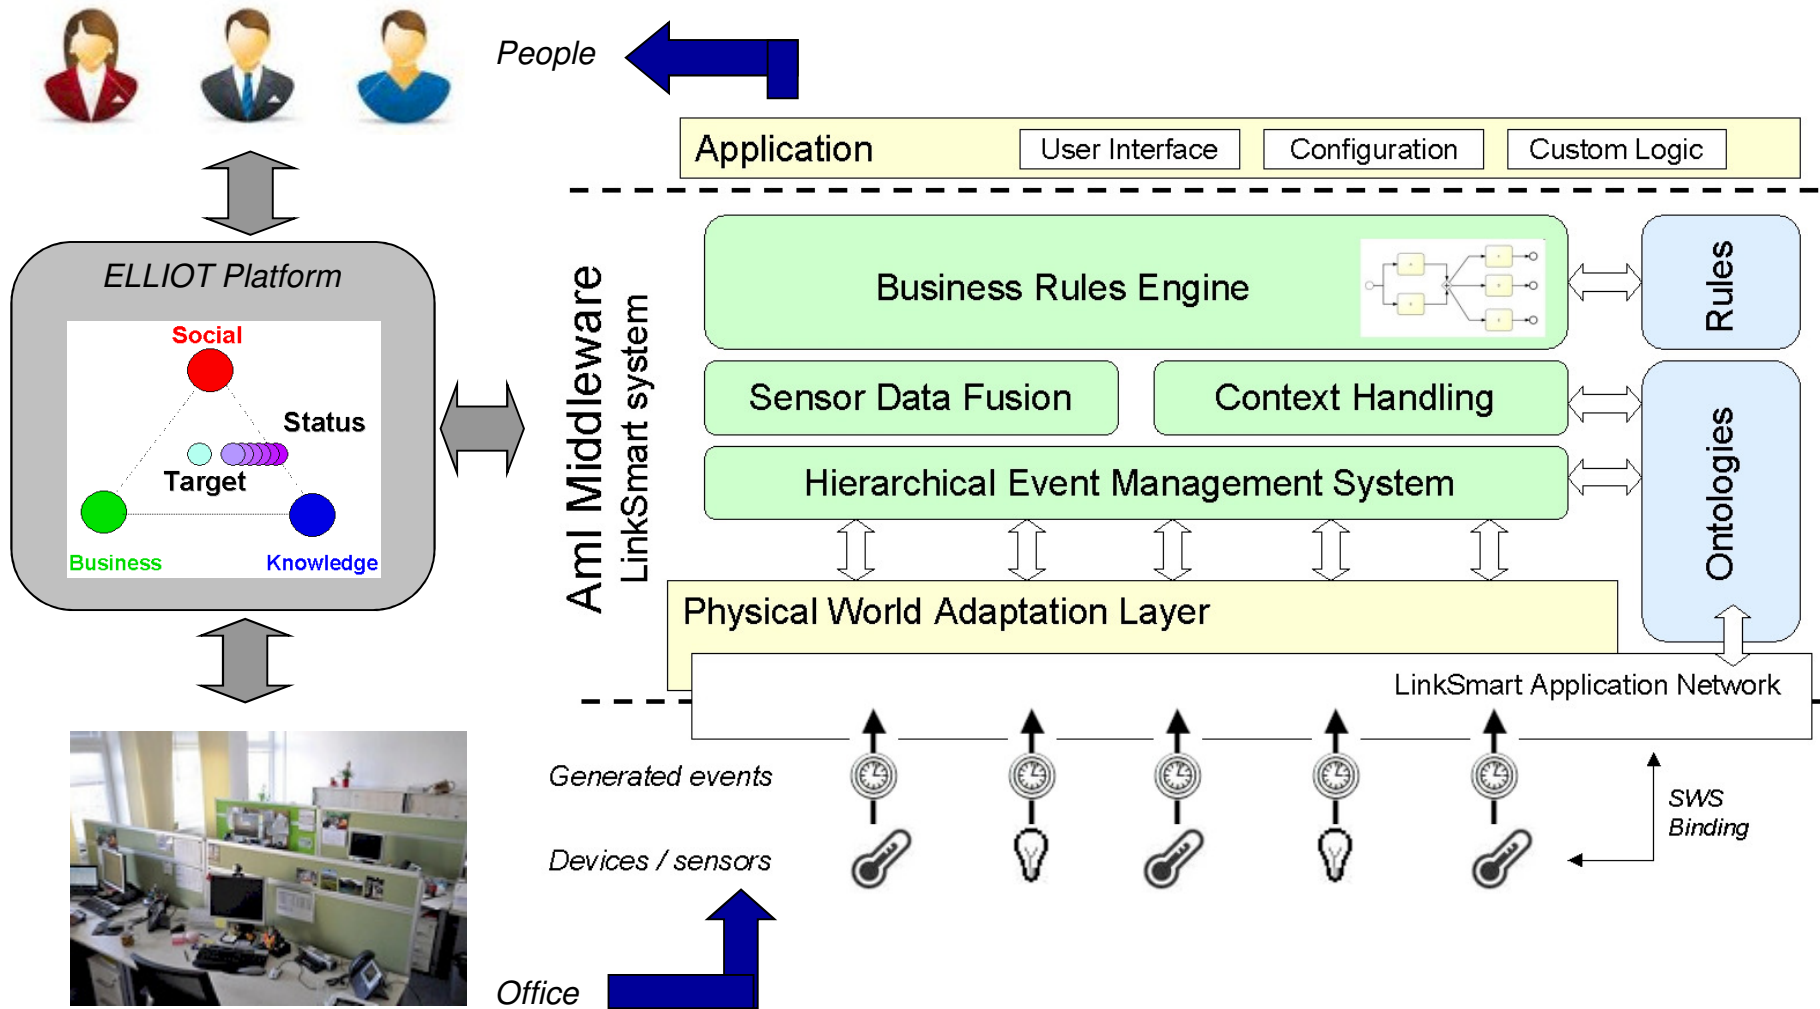 People
Application
User Interface
Configuration
Custom Logic
ELLIOT Platform
Social
Status
Target
Business
Knowledge
AmI Middleware
LinkSmart system
Business Rules Engine
Rules
Sensor Data Fusion
Context Handling
Hierarchical Event Management System
Ontologies
Physical World Adaptation Layer
LinkSmart Application Network
Generated events
SWS
Binding
Devices / sensors
Office